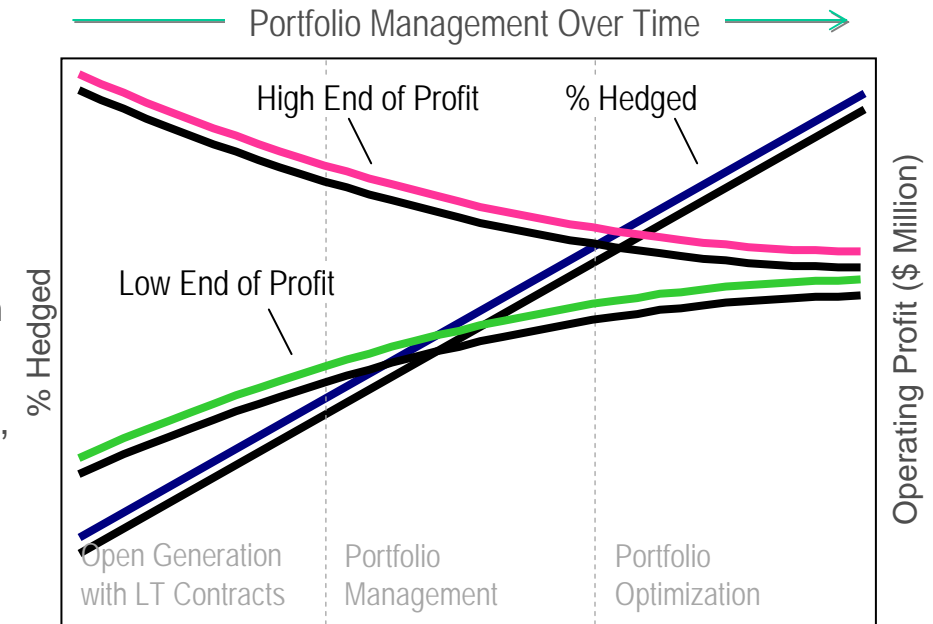 Portfolio Management Over Time
High End of Profit
% Hedged
Low End of Profit
% Hedged
Operating Profit ($ Million)
Open Generation
with LT Contracts
Portfolio
Management
Portfolio
Optimization